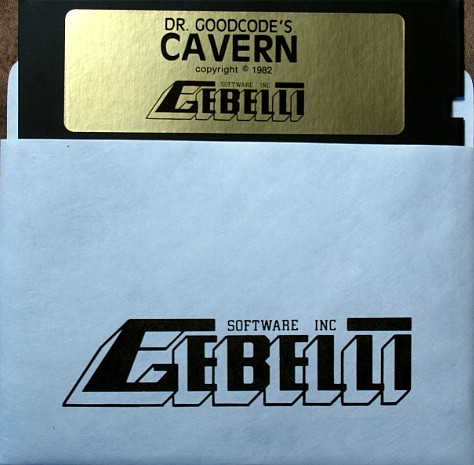 DR. GOODCODE'S
CAVERN
copyright © 1982
SOFTWARE INC
GEBELLI
SOFTWARE INC
GEBELLI